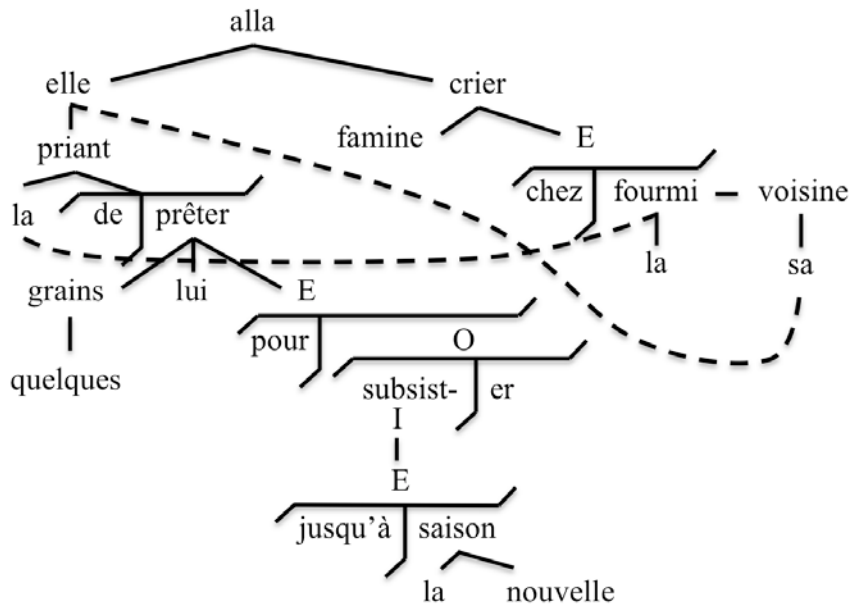 alla
elle crier
famine E
priant
chez fourmi voisine
la de prêter
la sa
grains lui E
pour O
quelques
subsist- er
I
E
jusqu'à saison
la nouvelle